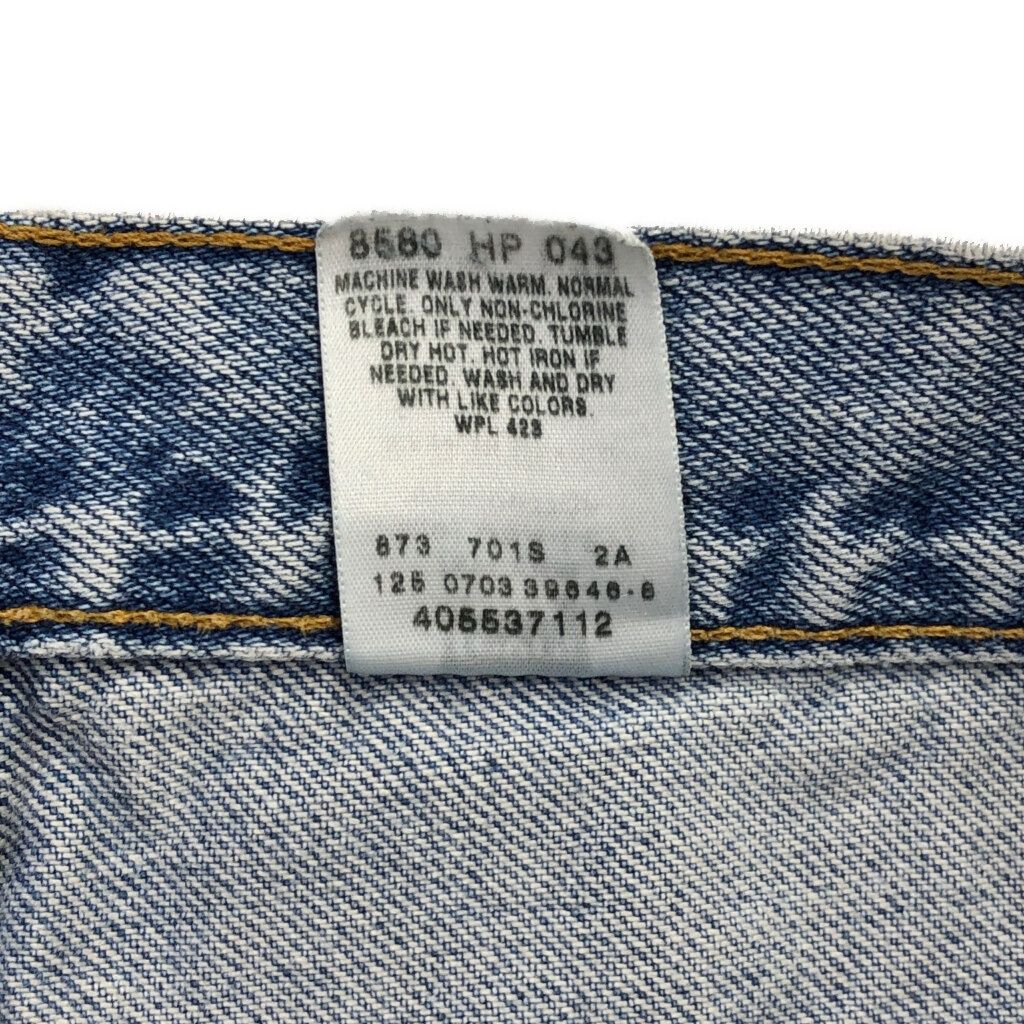 8580 HP 043
MACHINE WASH WARM. NORMAL
CYCLE. ONLY NON-CHLORINE
BLEACH IF NEEDED. TUMBLE
DRY HOT. HOT IRON IF
NEEDED. WASH AND DRY
WITH LIKE COLORS.
WPL 423
873 701S 2A
125 0703 39646-6
405537112